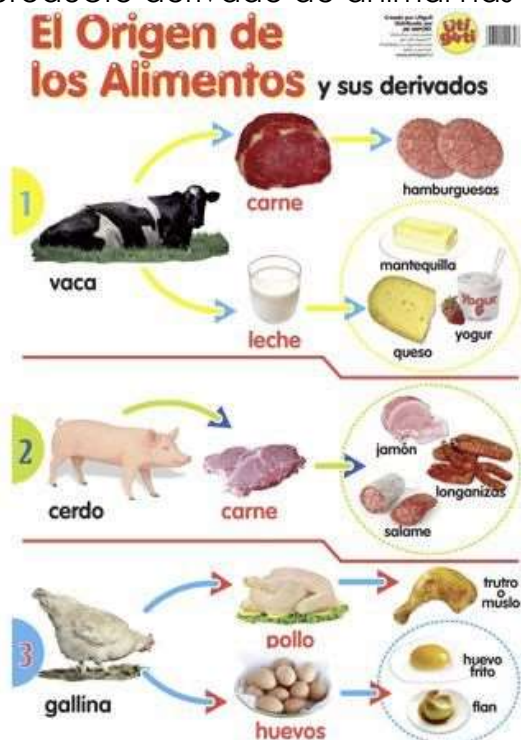 El Origen de
los Alimentos y sus derivados
1
vaca
carne
hamburguesas
leche
mantequilla
queso
yogur
Yogur
2
cerdo
carne
jamón
longanizas
salame
3
gallina
pollo
trutro
o
muslo
huevos
huevo
frito
flan